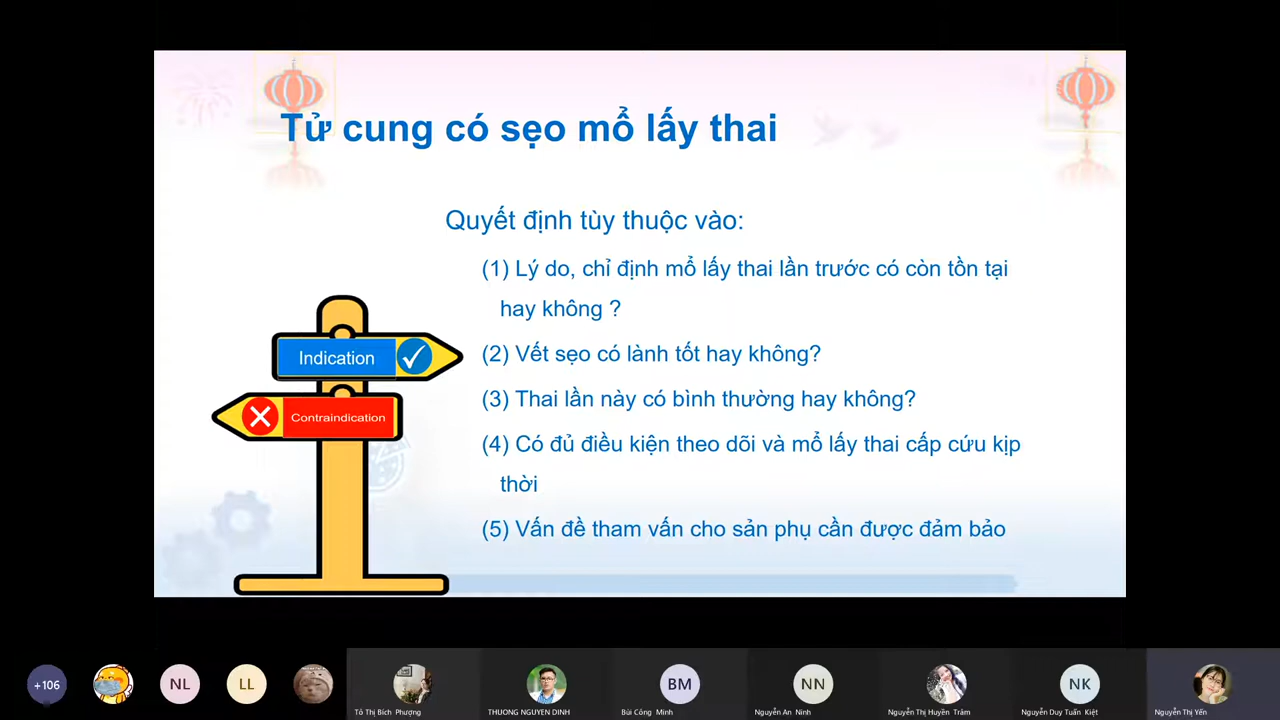 Tử cung có sẹo mổ lấy thai
Quyết định tùy thuộc vào:
(1) Lý do, chỉ định mổ lấy thai lần trước có còn tồn tại
hay không ?
(2) Vết sẹo có lành tốt hay không?
(3) Thai lần này có bình thường hay không?
(4) Có đủ điều kiện theo dõi và mổ lấy thai cấp cứu kịp
thời
(5) Vấn đề tham vấn cho sản phụ cần được đảm bảo
Indication
Contraindication
+106
NL
LL
BM
NN
NK
Tô Thị Bích Phượng
THUONG NGUYEN DINH
Bùi Công Minh
Nguyễn An Ninh
Nguyễn Thị Huyền Trâm
Nguyễn Duy Tuấn Kiệt
Nguyễn Thị Yến